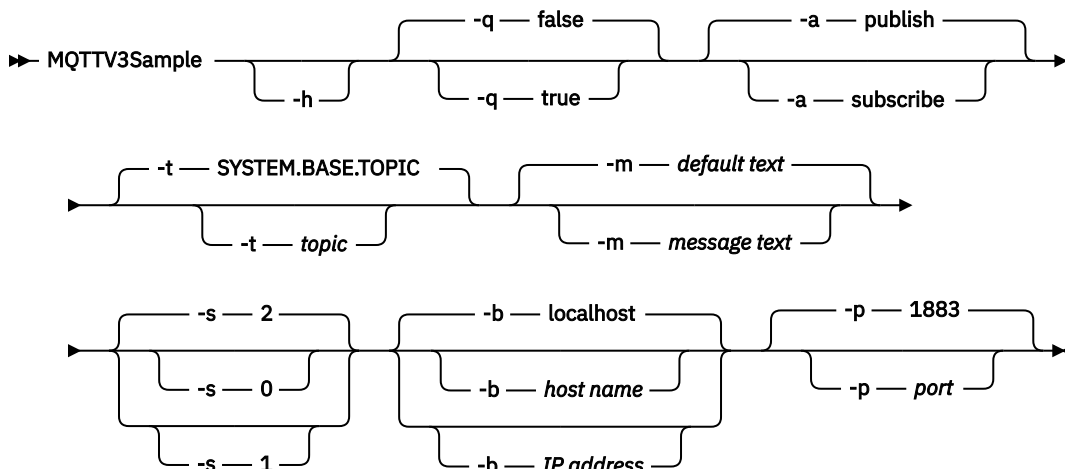 -q false -a publish
MQTTV3Sample
-h -q true -a subscribe
-t SYSTEM.BASE.TOPIC -m default text
-t topic -m message text
-s 2 -b localhost -p 1883
-s 0 -b host name -p port
-s 1 -b IP address